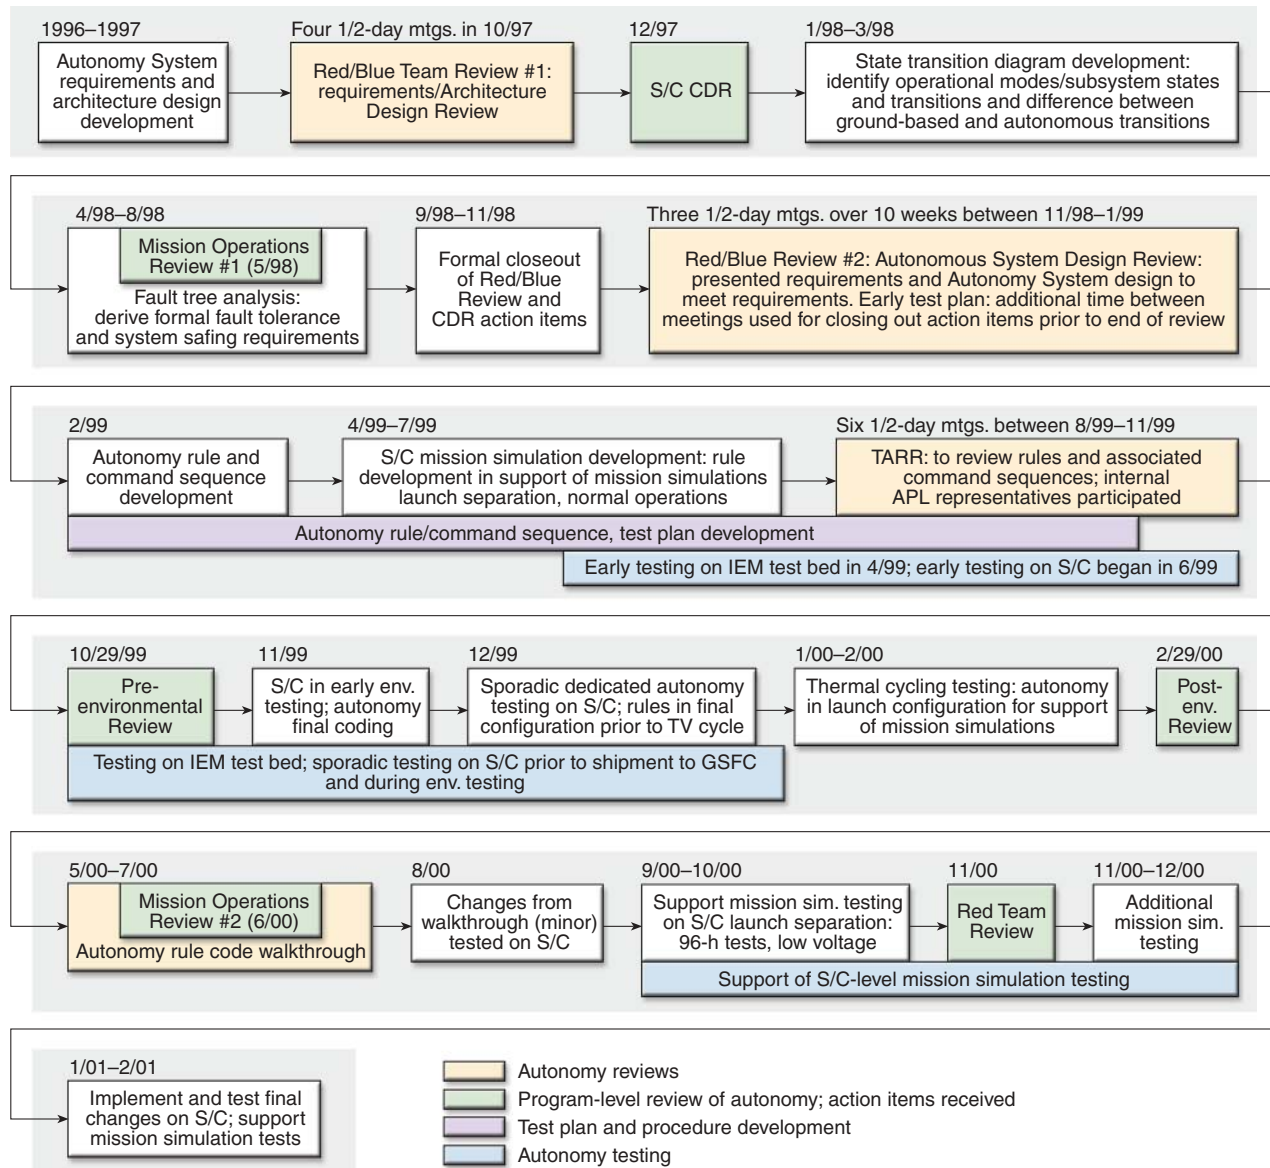 1996–1997
Autonomy System
requirements and
architecture design
development
Four 1/2-day mtgs. in 10/97
Red/Blue Team Review #1:
requirements/Architecture
Design Review
12/97
S/C CDR
1/98–3/98
State transition diagram development:
identify operational modes/subsystem states
and transitions and difference between
ground-based and autonomous transitions
4/98–8/98
Mission Operations
Review #1 (5/98)
Fault tree analysis:
derive formal fault tolerance
and system safing requirements
9/98–11/98
Formal closeout
of Red/Blue
Review and
CDR action items
Three 1/2-day mtgs. over 10 weeks between 11/98–1/99
Red/Blue Review #2: Autonomous System Design Review:
presented requirements and Autonomy System design to
meet requirements. Early test plan: additional time between
meetings used for closing out action items prior to end of review
2/99
Autonomy rule and
command sequence
development
4/99–7/99
S/C mission simulation development: rule
development in support of mission simulations
launch separation, normal operations
Six 1/2-day mtgs. between 8/99–11/99
TARR: to review rules and associated
command sequences; internal
APL representatives participated
Autonomy rule/command sequence, test plan development
Early testing on IEM test bed in 4/99; early testing on S/C began in 6/99
10/29/99
Pre-
environmental
Review
11/99
S/C in early env.
testing; autonomy
final coding
12/99
Sporadic dedicated autonomy
testing on S/C; rules in final
configuration prior to TV cycle
1/00–2/00
Thermal cycling testing: autonomy
in launch configuration for support
of mission simulations
2/29/00
Post-
env.
Review
Testing on IEM test bed; sporadic testing on S/C prior to shipment to GSFC
and during env. testing
5/00–7/00
Mission Operations
Review #2 (6/00)
Autonomy rule code walkthrough
8/00
Changes from
walkthrough (minor)
tested on S/C
9/00–10/00
Support mission sim. testing
on S/C launch separation:
96-h tests, low voltage
11/00
Red Team
Review
11/00–12/00
Additional
mission sim.
testing
Support of S/C-level mission simulation testing
1/01–2/01
Implement and test final
changes on S/C; support
mission simulation tests
Autonomy reviews
Program-level review of autonomy; action items received
Test plan and procedure development
Autonomy testing